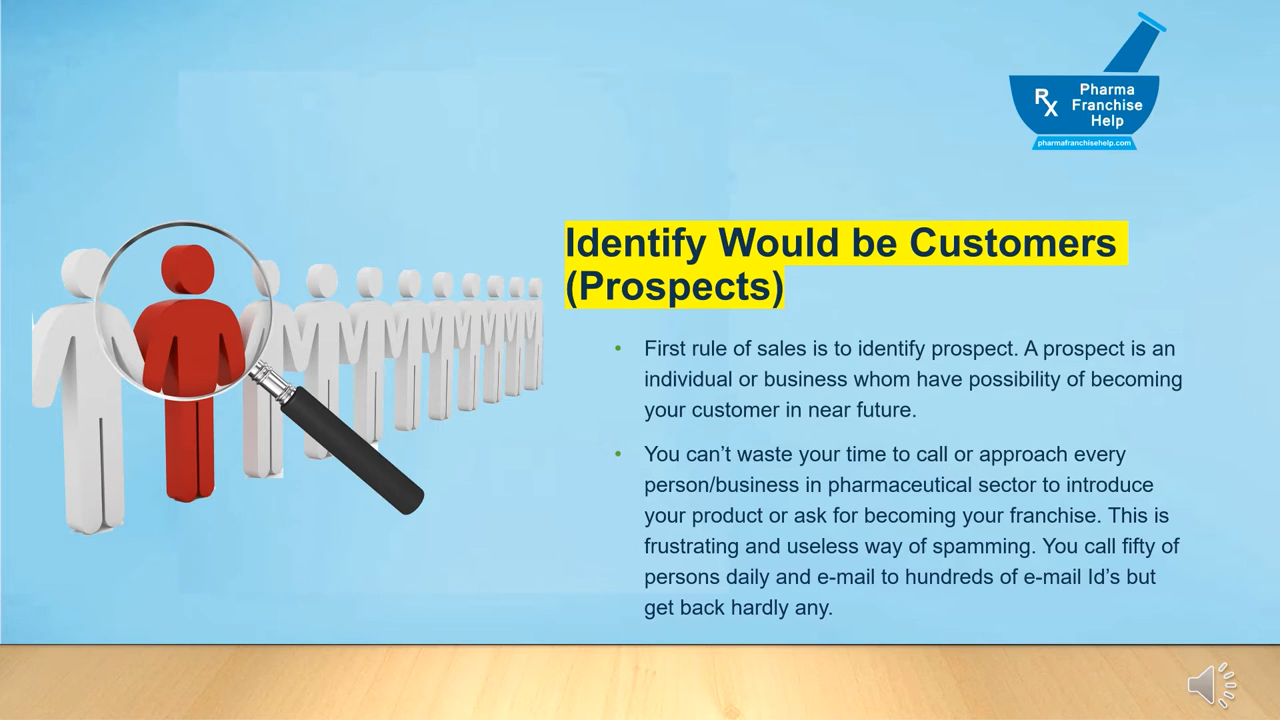 Rx
Pharma
Franchise
Help
pharmafranchisehelp.com
Identify Would be Customers
(Prospects)
• First rule of sales is to identify prospect. A prospect is an
individual or business whom have possibility of becoming
your customer in near future.
• You can’t waste your time to call or approach every
person/business in pharmaceutical sector to introduce
your product or ask for becoming your franchise. This is
frustrating and useless way of spamming. You call fifty of
persons daily and e-mail to hundreds of e-mail Id’s but
get back hardly any.